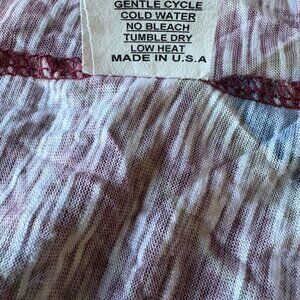 GENTLE CYCLE
COLD WATER
NO BLEACH
TUMBLE DRY
LOW HEAT
MADE IN U.S.A